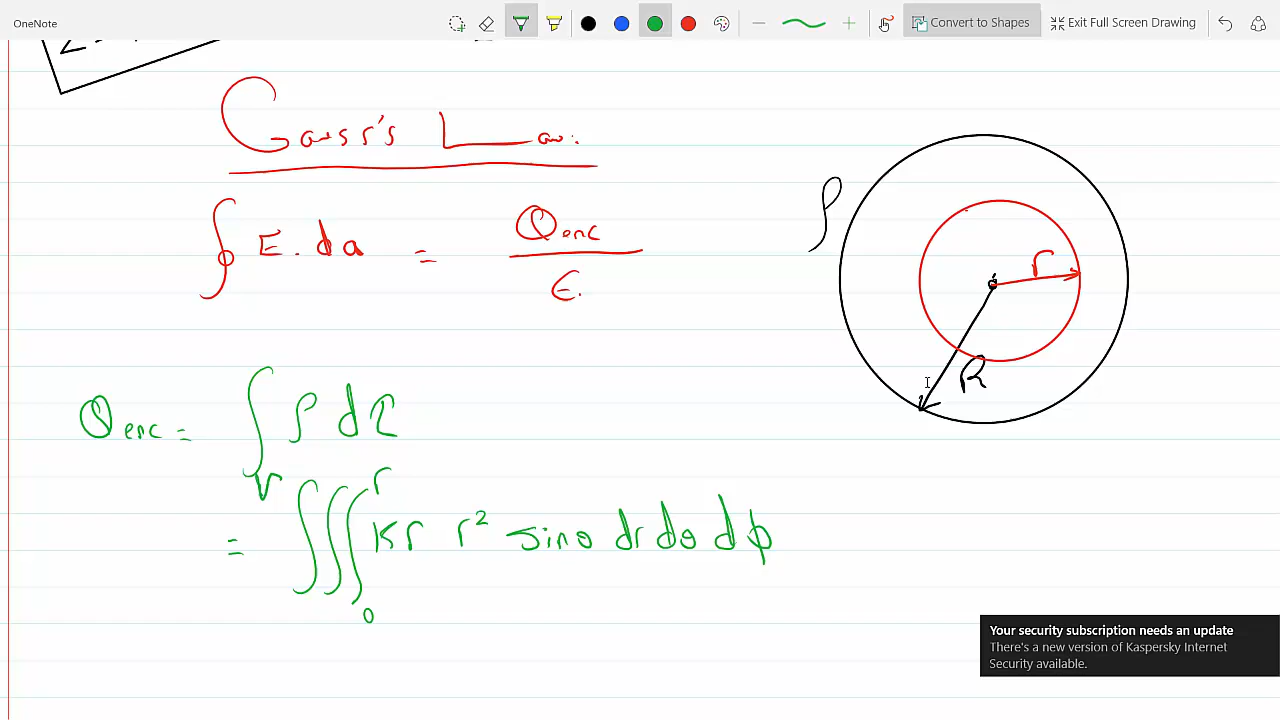 OneNote
Convert to Shapes
Exit Full Screen Drawing
Gauss's Law:
∮ E . da = Qenc / ϵ.
ρ
r
R
Qenc = ∫V ρ dτ
= ∫∫∫₀ʳ kr r² sinθ dr dθ dϕ
Your security subscription needs an update
There's a new version of Kaspersky Internet
Security available.